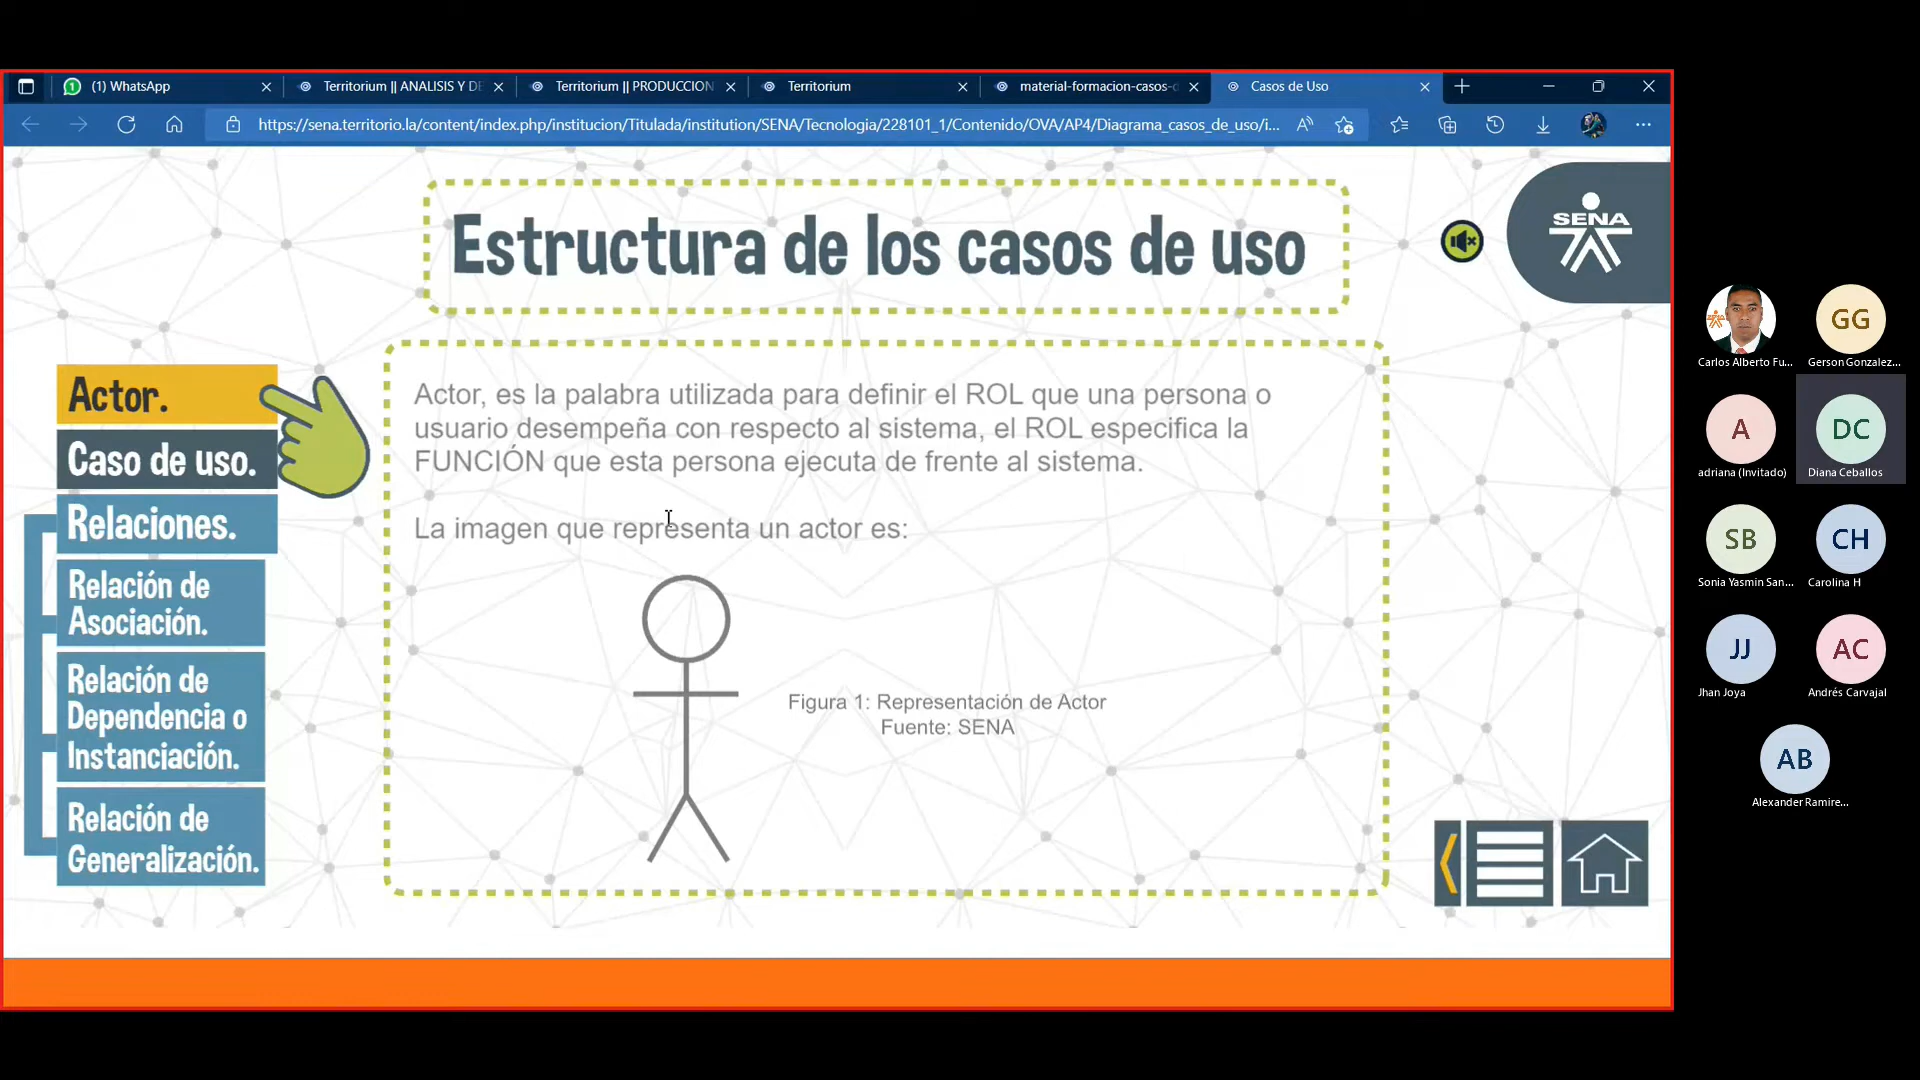 (1) WhatsApp
Territorium || ANALISIS Y DE
Territorium || PRODUCCION
Territorium
material-formacion-casos-d
Casos de Uso
https://sena.territorio.la/content/index.php/institucion/Titulada/institution/SENA/Tecnologia/228101_1/Contenido/OVA/AP4/Diagrama_casos_de_uso/i...
Estructura de los casos de uso
SENA
Actor.
Caso de uso.
Relaciones.
Relación de
Asociación.
Relación de
Dependencia o
Instanciación.
Relación de
Generalización.
Actor, es la palabra utilizada para definir el ROL que una persona o
usuario desempeña con respecto al sistema, el ROL especifica la
FUNCIÓN que esta persona ejecuta de frente al sistema.
La imagen que representa un actor es:
Figura 1: Representación de Actor
Fuente: SENA
Carlos Alberto Fu...
GG
Gerson Gonzalez...
A
adriana (Invitado)
DC
Diana Ceballos
SB
Sonia Yasmin San...
CH
Carolina H
JJ
Jhan Joya
AC
Andrés Carvajal
AB
Alexander Ramire...